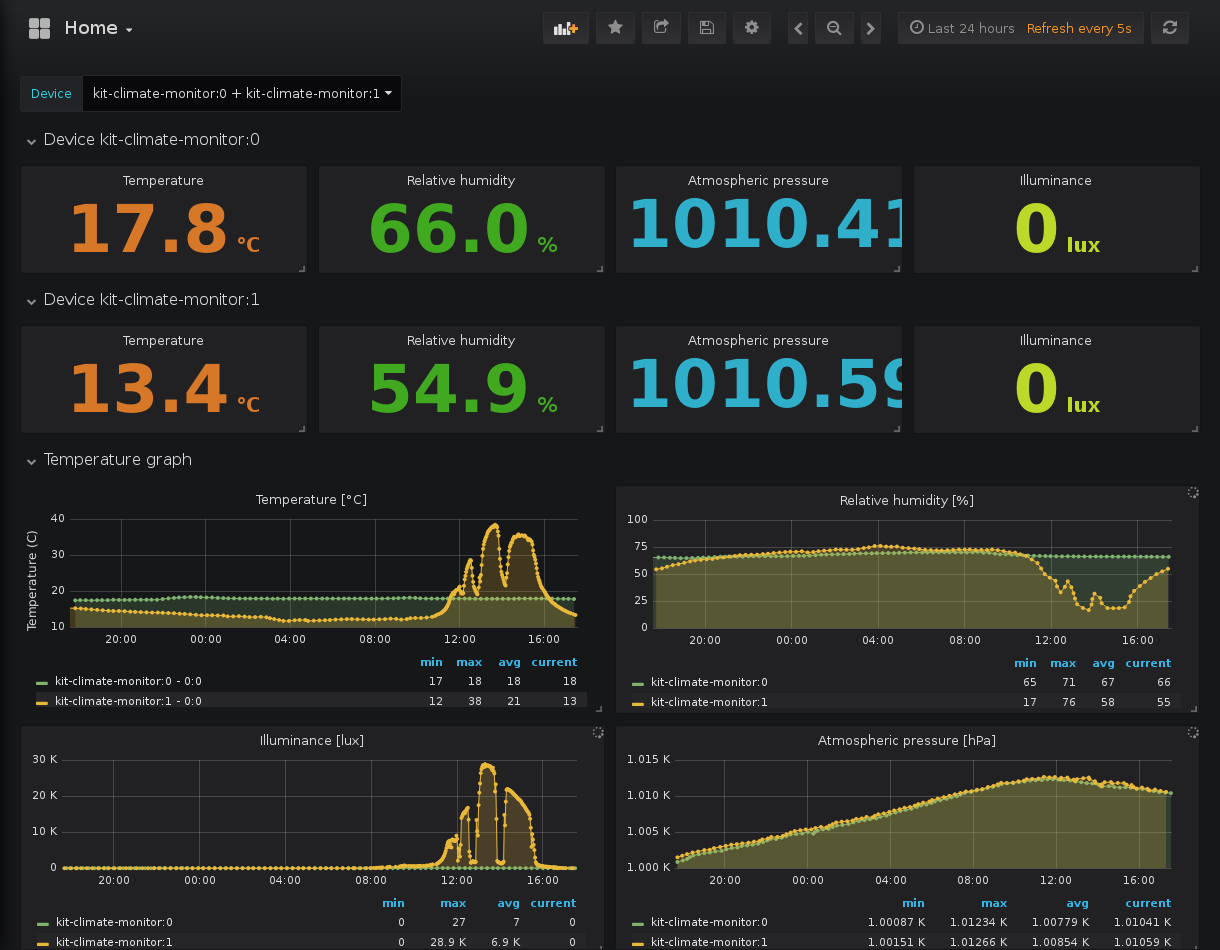 Home
Last 24 hours Refresh every 5s
Device kit-climate-monitor:0 + kit-climate-monitor:1
Device kit-climate-monitor:0
Temperature Relative humidity Atmospheric pressure Illuminance
17.8 °C 66.0 % 1010.41 0 lux
Device kit-climate-monitor:1
Temperature Relative humidity Atmospheric pressure Illuminance
13.4 °C 54.9 % 1010.59 0 lux
Temperature graph
Temperature [°C]
Temperature (C)
40
30
20
10
20:00 00:00 04:00 08:00 12:00 16:00
min max avg current
kit-climate-monitor:0 - 0:0 17 18 18 18
kit-climate-monitor:1 - 0:0 12 38 21 13
Relative humidity [%]
100
75
50
25
0
20:00 00:00 04:00 08:00 12:00 16:00
min max avg current
kit-climate-monitor:0 65 71 67 66
kit-climate-monitor:1 17 76 58 55
Illuminance [lux]
30 K
20 K
10 K
0
20:00 00:00 04:00 08:00 12:00 16:00
min max avg current
kit-climate-monitor:0 0 27 7 0
kit-climate-monitor:1 0 28.9 K 6.9 K 0
Atmospheric pressure [hPa]
1.015 K
1.010 K
1.005 K
1.000 K
20:00 00:00 04:00 08:00 12:00 16:00
min max avg current
kit-climate-monitor:0 1.00087 K 1.01234 K 1.00779 K 1.01041 K
kit-climate-monitor:1 1.00151 K 1.01266 K 1.00854 K 1.01059 K